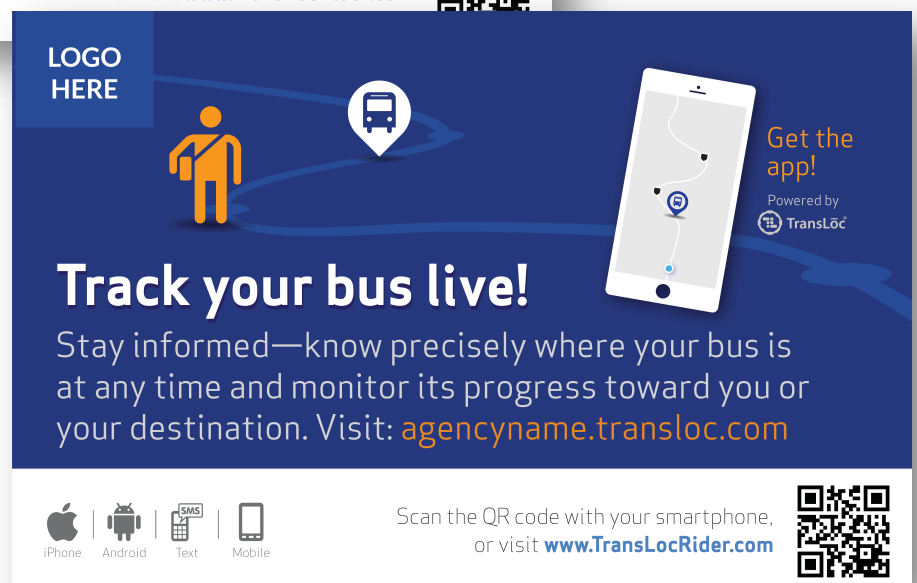 LOGO
HERE
Get the
app!
Powered by
TransLōc
Track your bus live!
Stay informed—know precisely where your bus is
at any time and monitor its progress toward you or
your destination. Visit: agencyname.transloc.com
SMS
iPhone Android Text Mobile
Scan the QR code with your smartphone,
or visit www.TransLocRider.com